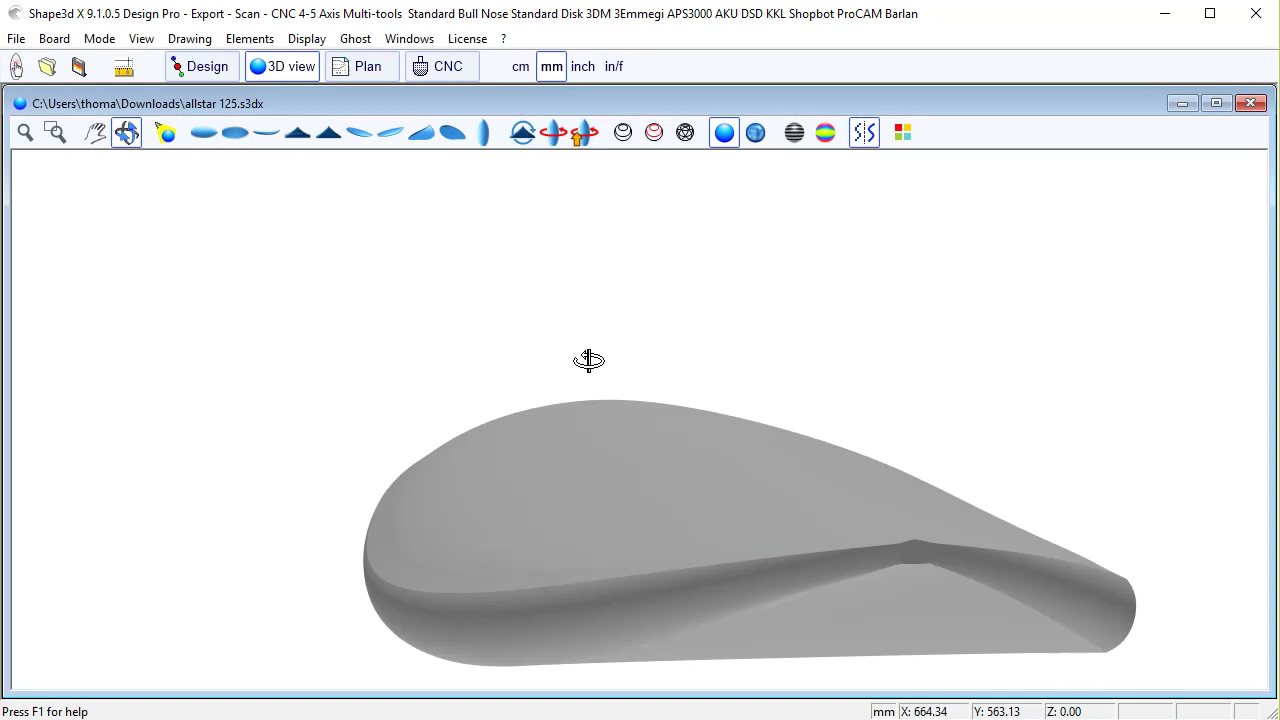 Shape3d X 9.1.0.5 Design Pro - Export - Scan - CNC 4-5 Axis Multi-tools  Standard Bull Nose Standard Disk 3DM 3Emmegi APS3000 AKU DSD KKL Shopbot ProCAM Barlan
File Board Mode View Drawing Elements Display Ghost Windows License ?
Design 3D view Plan CNC cm mm inch in/f
C:\Users\thoma\Downloads\allstar 125.s3dx
Press F1 for help mm X: 664.34 Y: 563.13 Z: 0.00